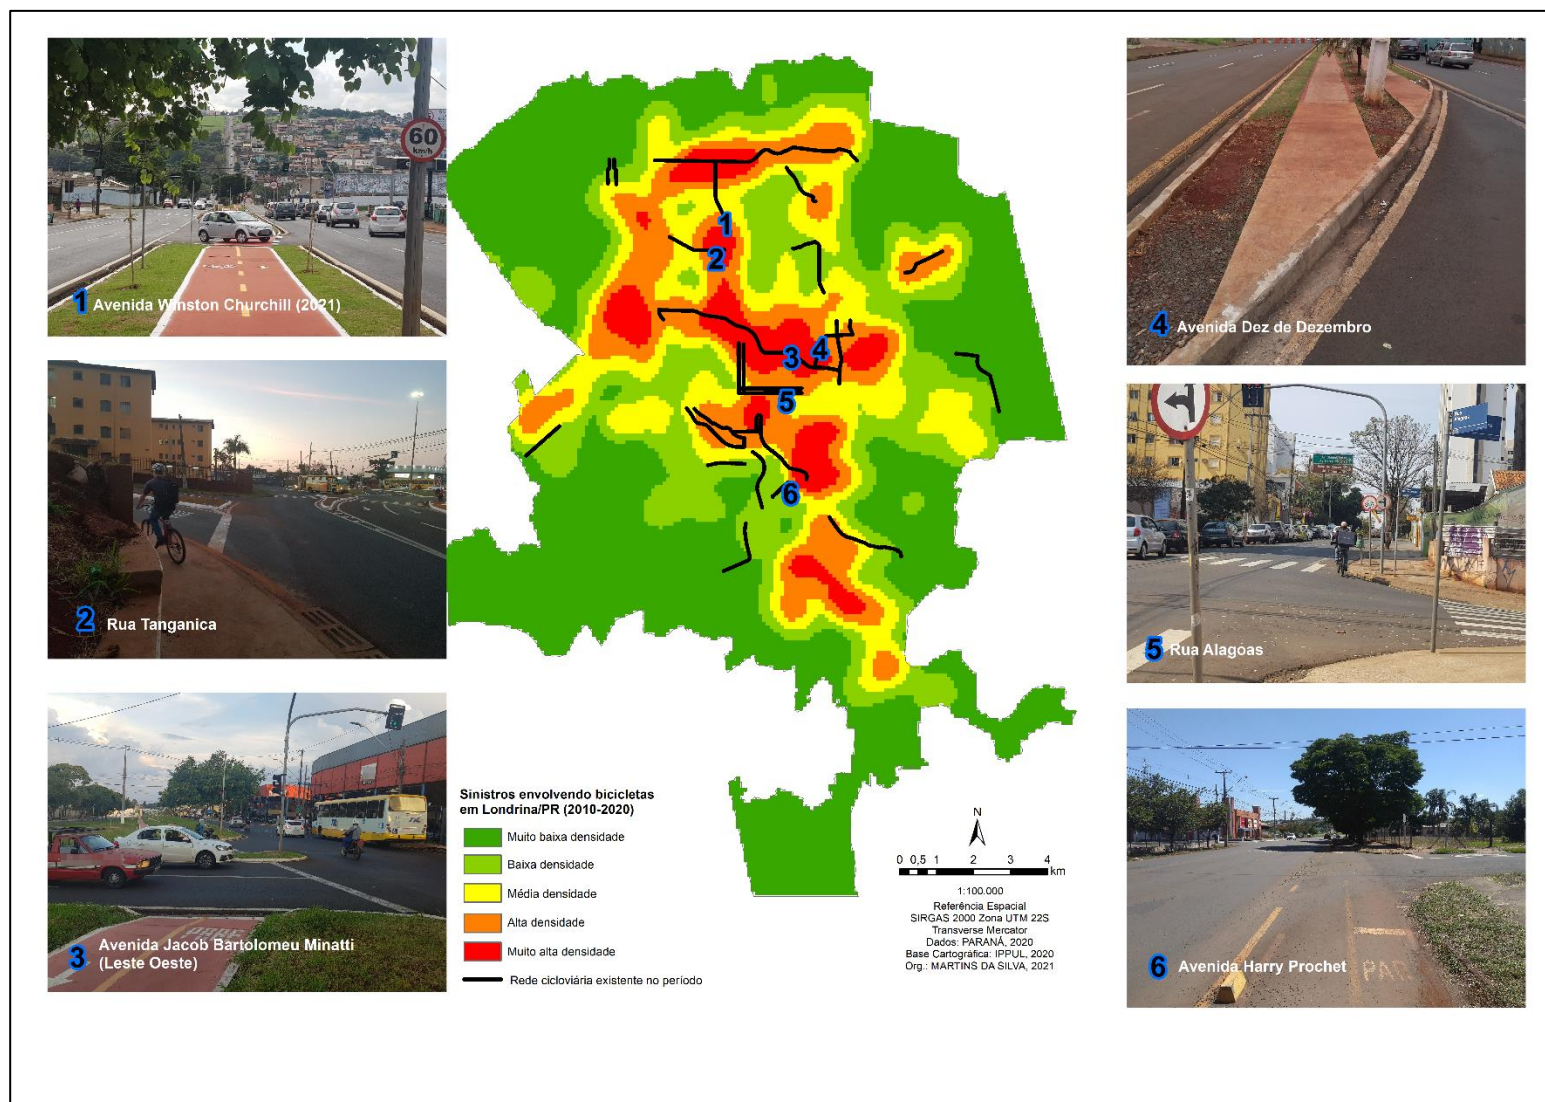 60
km/h
1 Avenida Winston Churchill (2021)
2 Rua Tanganica
PARE
3 Avenida Jacob Bartolomeu Minatti
(Leste Oeste)
1
2
3
4
5
6
Sinistros envolvendo bicicletas
em Londrina/PR (2010-2020)
Muito baixa densidade
Baixa densidade
Média densidade
Alta densidade
Muito alta densidade
Rede cicloviária existente no período
N
0 0,5 1 2 3 4
km
1:100.000
Referência Espacial
SIRGAS 2000 Zona UTM 22S
Transverse Mercator
Dados: PARANÁ, 2020
Base Cartográfica: IPPUL, 2020
Org.: MARTINS DA SILVA, 2021
4 Avenida Dez de Dezembro
5 Rua Alagoas
PAR
6 Avenida Harry Prochet